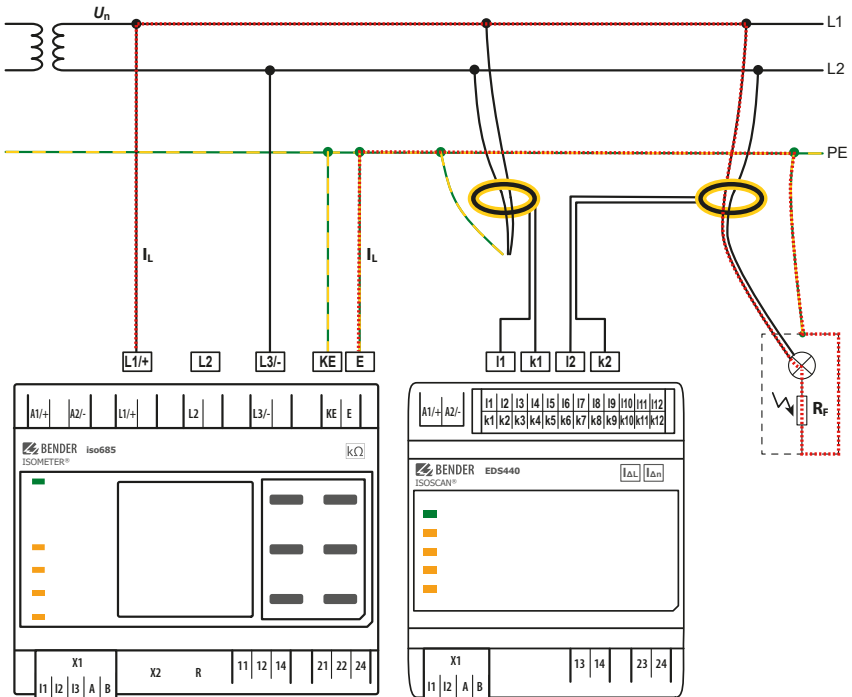 Un
L1
L2
PE
IL
IL
L1/+ L2 L3/- KE E
l1 k1 l2 k2
RF
A1/+ A2/- L1/+ L2 L3/- KE E
BENDER iso685
ISOMETER®
kΩ
X1 X2 R 11 12 14 21 22 24
I1 I2 I3 A B
A1/+ A2/- l1 l2 l3 l4 l5 l6 l7 l8 l9 l10 l11 l12
k1 k2 k3 k4 k5 k6 k7 k8 k9 k10 k11 k12
BENDER EDS440
ISOSCAN®
IΔL IΔn
X1 13 14 23 24
I1 I2 A B